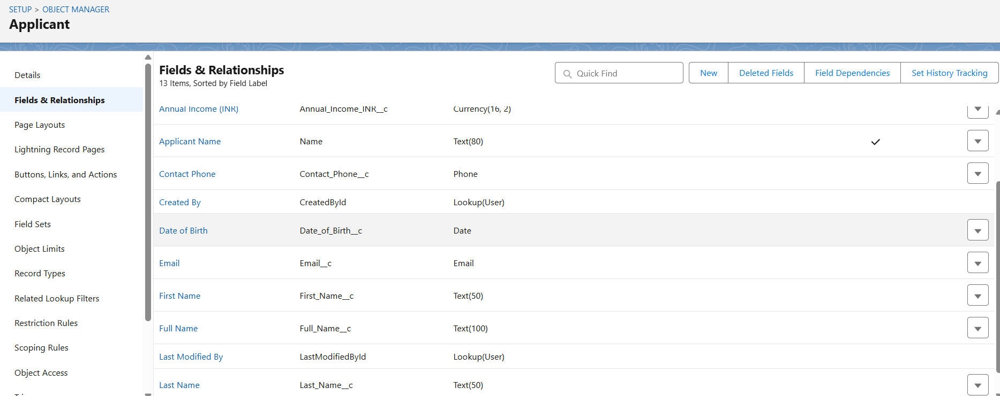 SETUP > OBJECT MANAGER
Applicant
Details
Fields & Relationships
Page Layouts
Lightning Record Pages
Buttons, Links, and Actions
Compact Layouts
Field Sets
Object Limits
Record Types
Related Lookup Filters
Restriction Rules
Scoping Rules
Object Access
Fields & Relationships
13 Items, Sorted by Field Label
Quick Find
New
Deleted Fields
Field Dependencies
Set History Tracking
Annual Income (INR) Annual_Income_INR__c Currency(16, 2)
Applicant Name Name Text(80)
Contact Phone Contact_Phone__c Phone
Created By CreatedById Lookup(User)
Date of Birth Date_of_Birth__c Date
Email Email__c Email
First Name First_Name__c Text(50)
Full Name Full_Name__c Text(100)
Last Modified By LastModifiedById Lookup(User)
Last Name Last_Name__c Text(50)